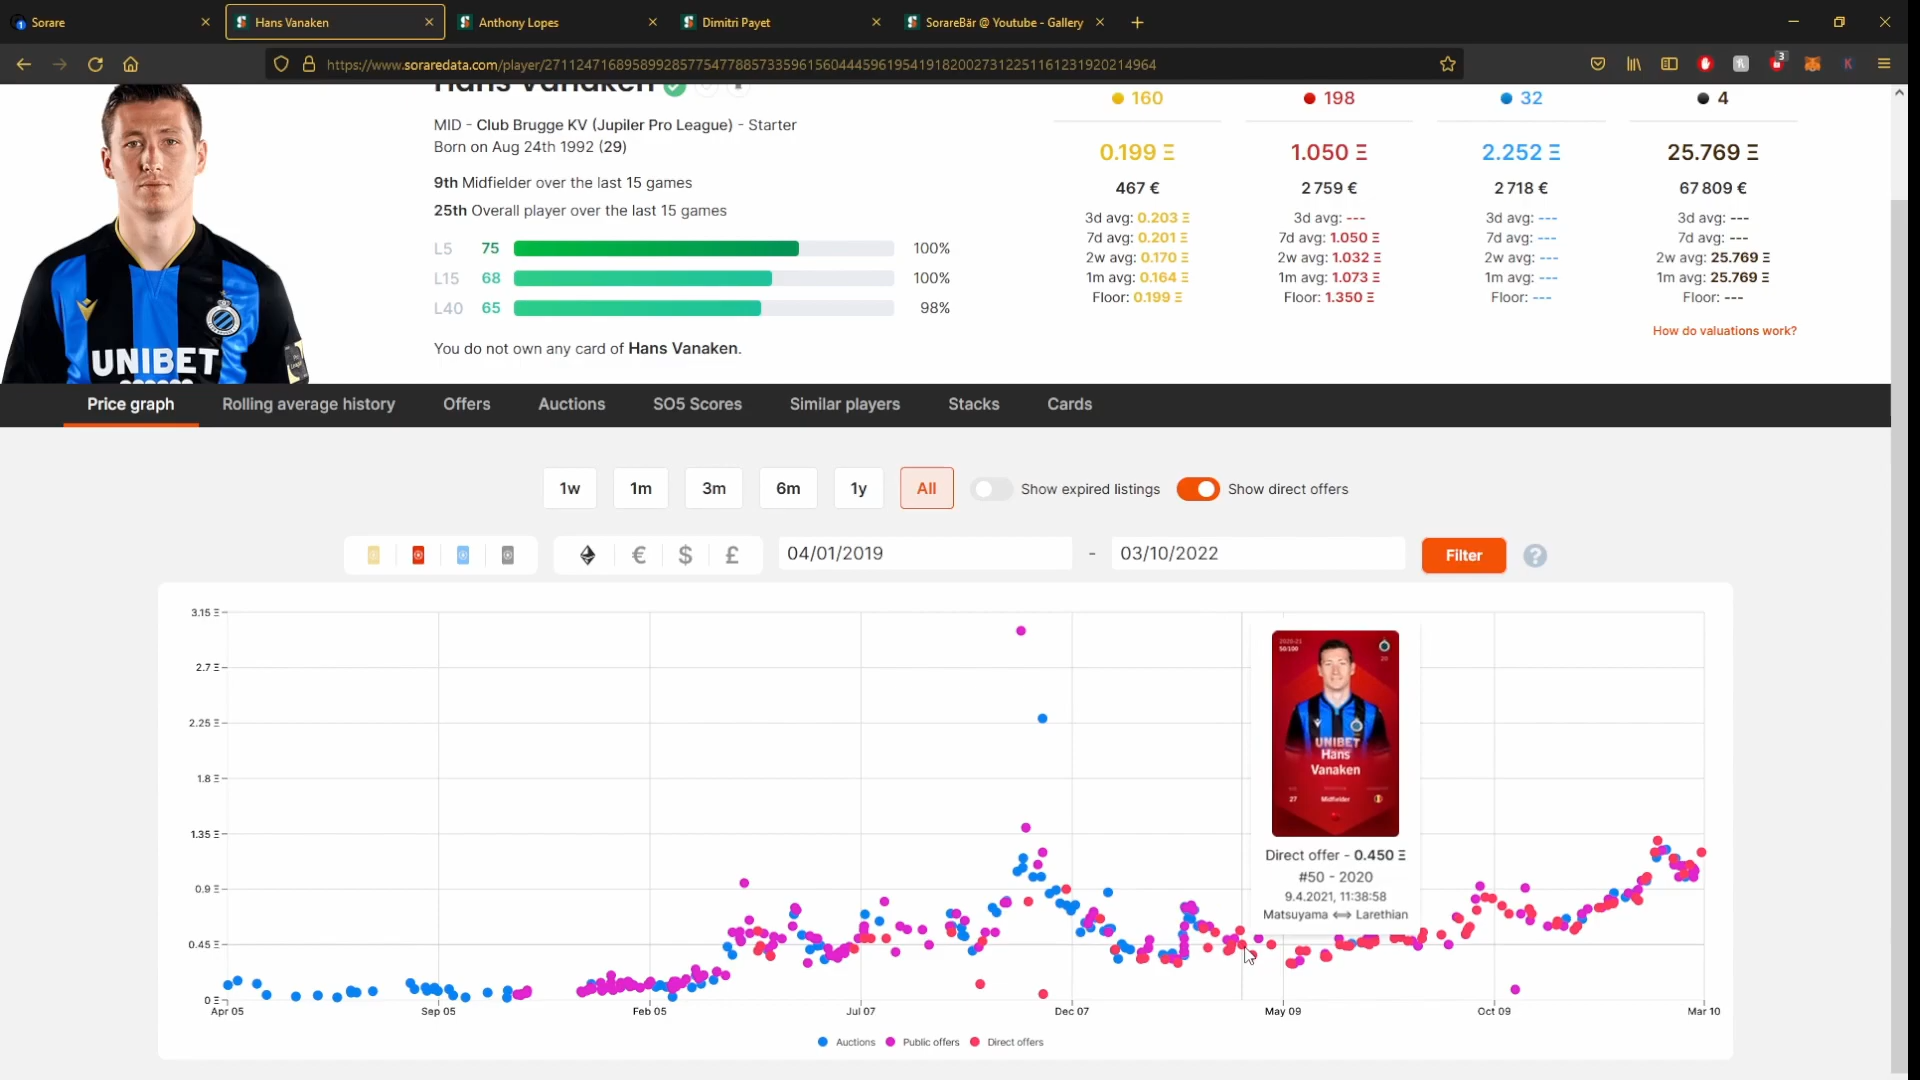 Sorare
Hans Vanaken
Anthony Lopes
Dimitri Payet
SorareBär @ Youtube - Gallery
https://www.soraredata.com/player/27112471689589928577547788573359615604445961954191820027312251161231920214964
3
Hans Vanaken
MID - Club Brugge KV (Jupiler Pro League) - Starter
Born on Aug 24th 1992 (29)
9th Midfielder over the last 15 games
25th Overall player over the last 15 games
L5 75 100%
L15 68 100%
L40 65 98%
You do not own any card of Hans Vanaken.
UNIBET
160 198 32 4
0.199 Ξ 1.050 Ξ 2.252 Ξ 25.769 Ξ
467 € 2 759 € 2 718 € 67 809 €
3d avg: 0.203 Ξ 3d avg: --- 3d avg: --- 3d avg: ---
7d avg: 0.201 Ξ 7d avg: 1.050 Ξ 7d avg: --- 7d avg: ---
2w avg: 0.170 Ξ 2w avg: 1.032 Ξ 2w avg: --- 2w avg: 25.769 Ξ
1m avg: 0.164 Ξ 1m avg: 1.073 Ξ 1m avg: --- 1m avg: 25.769 Ξ
Floor: 0.199 Ξ Floor: 1.350 Ξ Floor: --- Floor: ---
How do valuations work?
Price graph Rolling average history Offers Auctions SO5 Scores Similar players Stacks Cards
1w 1m 3m 6m 1y All Show expired listings Show direct offers
€ $ £ 04/01/2019 - 03/10/2022 Filter ?
3.15 Ξ
2.7 Ξ
2.25 Ξ
1.8 Ξ
1.35 Ξ
0.9 Ξ
0.45 Ξ
0 Ξ
Apr 05 Sep 05 Feb 05 Jul 07 Dec 07 May 09 Oct 09 Mar 10
2020-21
50/100
UNIBET
Hans
Vanaken
27 Midfielder
Direct offer - 0.450 Ξ
#50 - 2020
9.4.2021, 11:38:58
Matsuyama ⟺ Larethian
Auctions Public offers Direct offers